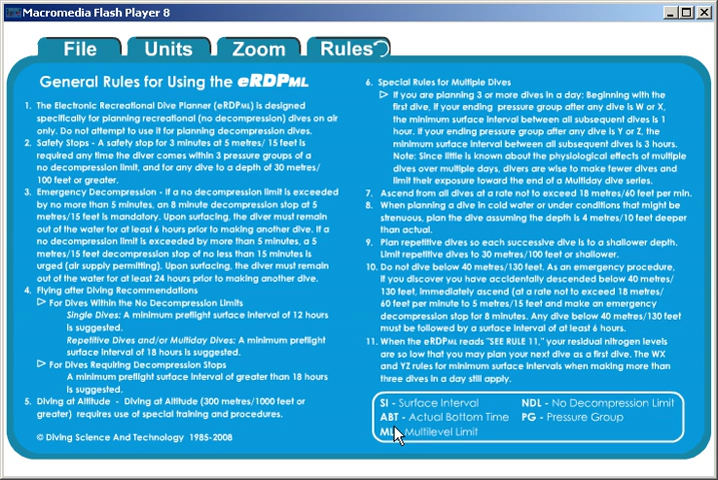 Macromedia Flash Player 8
File Units Zoom Rules
General Rules for Using the eRDPML
1. The Electronic Recreational Dive Planner (eRDPML) is designed
specifically for planning recreational (no decompression) dives on air
only. Do not attempt to use it for planning decompression dives.
2. Safety Stops - A safety stop for 3 minutes at 5 metres/ 15 feet is
required any time the diver comes within 3 pressure groups of a
no decompression limit, and for any dive to a depth of 30 metres/
100 feet or greater.
3. Emergency Decompression - If a no decompression limit is exceeded
by no more than 5 minutes, an 8 minute decompression stop at 5
metres/15 feet is mandatory. Upon surfacing, the diver must remain
out of the water for at least 6 hours prior to making another dive. If a
no decompression limit is exceeded by more than 5 minutes, a 5
metres/15 feet decompression stop of no less than 15 minutes is
urged (air supply permitting). Upon surfacing, the diver must remain
out of the water for at least 24 hours prior to making another dive.
4. Flying after Diving Recommendations
For Dives Within the No Decompression Limits
Single Dives: A minimum preflight surface interval of 12 hours
is suggested.
Repetitive Dives and/or Multiday Dives: A minimum preflight
surface interval of 18 hours is suggested.
For Dives Requiring Decompression Stops
A minimum preflight surface interval of greater than 18 hours
is suggested.
5. Diving at Altitude - Diving at Altitude (300 metres/1000 feet or
greater) requires use of special training and procedures.
© Diving Science And Technology 1985-2008
6. Special Rules for Multiple Dives
If you are planning 3 or more dives in a day: Beginning with the
first dive, if your ending pressure group after any dive is W or X,
the minimum surface interval between all subsequent dives is 1
hour. If your ending pressure group after any dive is Y or Z, the
minimum surface interval between all subsequent dives is 3 hours.
Note: Since little is known about the physiological effects of multiple
dives over multiple days, divers are wise to make fewer dives and
limit their exposure toward the end of a Multiday dive series.
7. Ascend from all dives at a rate not to exceed 18 metres/60 feet per min.
8. When planning a dive in cold water or under conditions that might be
strenuous, plan the dive assuming the depth is 4 metres/10 feet deeper
than actual.
9. Plan repetitive dives so each successive dive is to a shallower depth.
Limit repetitive dives to 30 metres/100 feet or shallower.
10. Do not dive below 40 metres/130 feet. As an emergency procedure,
if you discover you have accidentally descended below 40 metres/
130 feet, immediately ascend (at a rate not to exceed 18 metres/
60 feet per minute to 5 metres/15 feet and make an emergency
decompression stop for 8 minutes. Any dive below 40 metres/130 feet
must be followed by a surface interval of at least 6 hours.
11. When the eRDPML reads "SEE RULE 11," your residual nitrogen levels
are so low that you may plan your next dive as a first dive. The WX
and YZ rules for minimum surface intervals when making more than
three dives in a day still apply.
SI - Surface Interval NDL - No Decompression Limit
ABT - Actual Bottom Time PG - Pressure Group
ML - Multilevel Limit